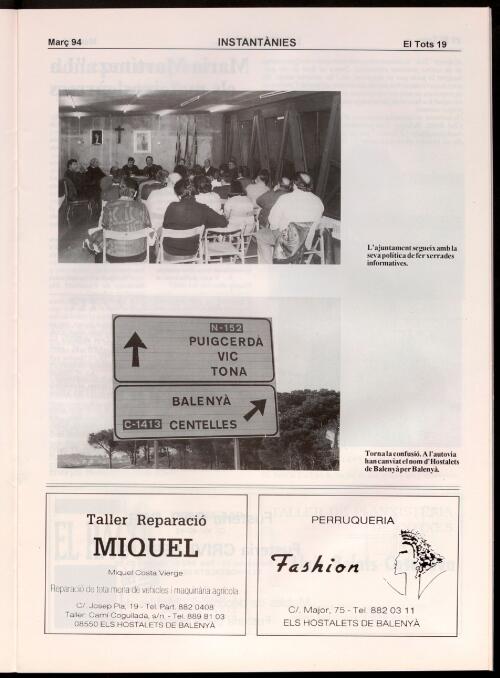 Març 94
INSTANTÀNIES
El Tots 19
L'ajuntament segueix amb la
seva política de fer xerrades
informatives.
N-152
PUIGCERDÀ
VIC
TONA
BALENYÀ
C-1413 CENTELLES
Torna la confusió. A l'autovia
han canviat el nom d'Hostalets
de Balenyà per Balenyà.
Taller Reparació
MIQUEL
Miquel Costa Vierge
Reparació de tota mena de vehicles i maquinària agrícola
C/. Josep Pla, 19 - Tel. Part. 882 0408
Taller: Camí Cogullada, s/n. - Tel. 889 81 03
08550 ELS HOSTALETS DE BALENYÀ
PERRUQUERIA
Fashion
C/. Major, 75 - Tel. 882 03 11
ELS HOSTALETS DE BALENYÀ